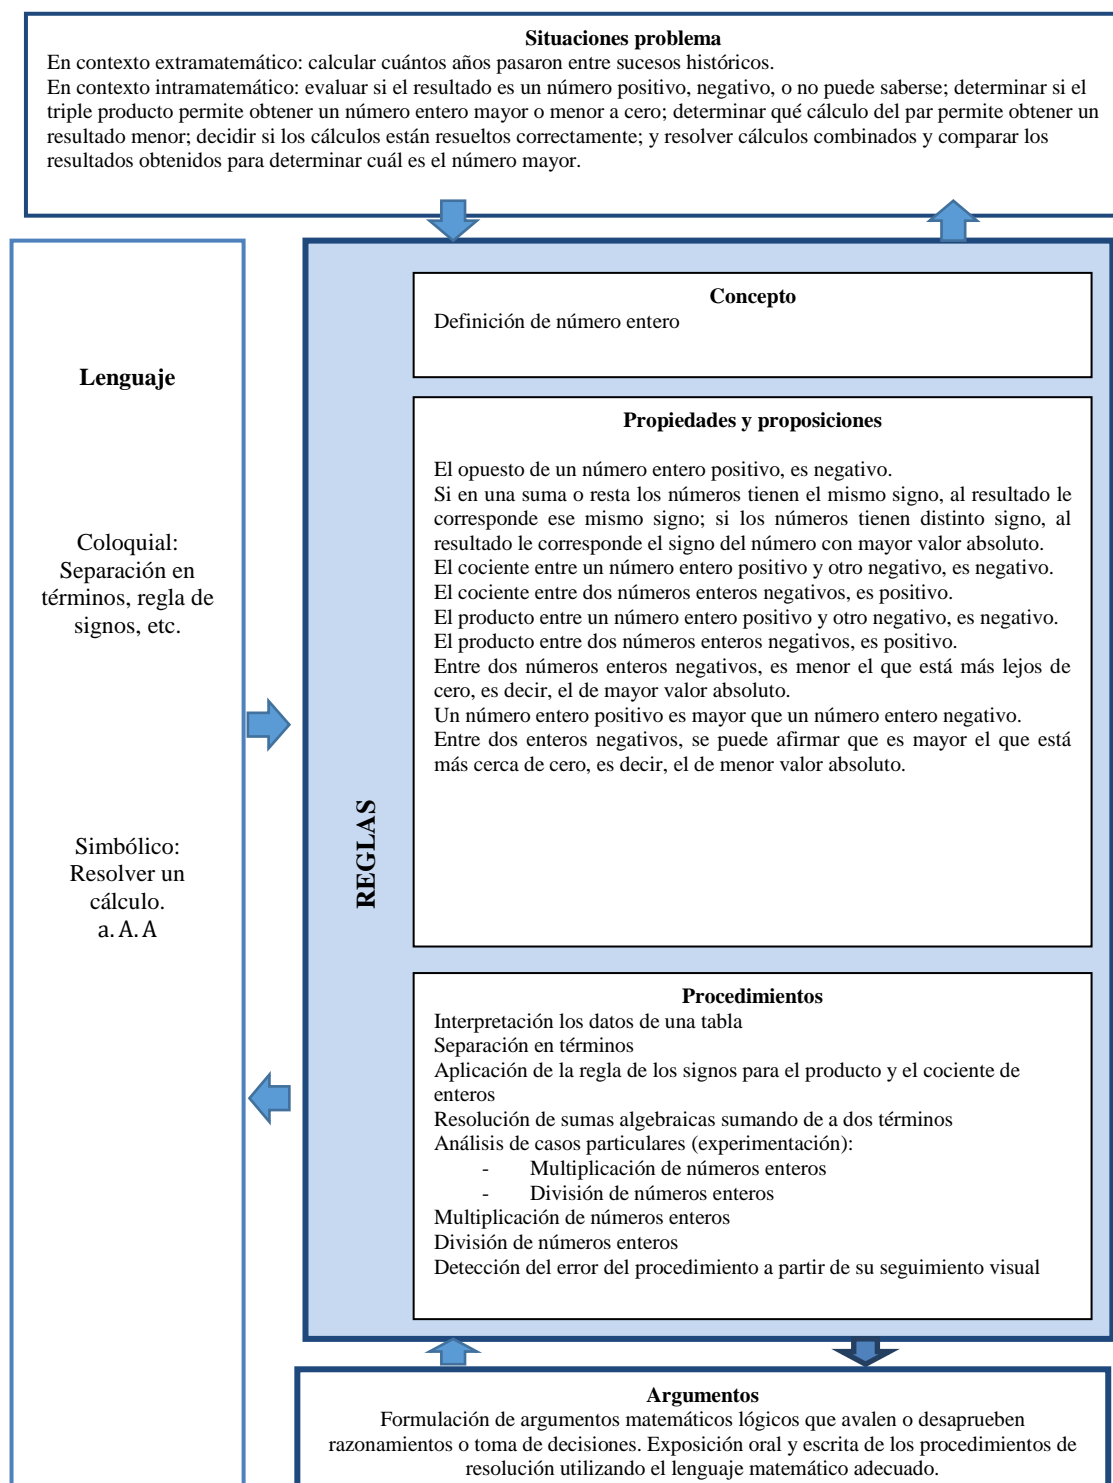 Situaciones problema
En contexto extramatemático: calcular cuántos años pasaron entre sucesos históricos.
En contexto intramatemático: evaluar si el resultado es un número positivo, negativo, o no puede saberse; determinar si el
triple producto permite obtener un número entero mayor o menor a cero; determinar qué cálculo del par permite obtener un
resultado menor; decidir si los cálculos están resueltos correctamente; y resolver cálculos combinados y comparar los
resultados obtenidos para determinar cuál es el número mayor.
Lenguaje
Coloquial:
Separación en
términos, regla de
signos, etc.
Simbólico:
Resolver un
cálculo.
a. A. A
REGLAS
Concepto
Definición de número entero
Propiedades y proposiciones
El opuesto de un número entero positivo, es negativo.
Si en una suma o resta los números tienen el mismo signo, al resultado le
corresponde ese mismo signo; si los números tienen distinto signo, al
resultado le corresponde el signo del número con mayor valor absoluto.
El cociente entre un número entero positivo y otro negativo, es negativo.
El cociente entre dos números enteros negativos, es positivo.
El producto entre un número entero positivo y otro negativo, es negativo.
El producto entre dos números enteros negativos, es positivo.
Entre dos números enteros negativos, es menor el que está más lejos de
cero, es decir, el de mayor valor absoluto.
Un número entero positivo es mayor que un número entero negativo.
Entre dos enteros negativos, se puede afirmar que es mayor el que está
más cerca de cero, es decir, el de menor valor absoluto.
Procedimientos
Interpretación los datos de una tabla
Separación en términos
Aplicación de la regla de los signos para el producto y el cociente de
enteros
Resolución de sumas algebraicas sumando de a dos términos
Análisis de casos particulares (experimentación):
- Multiplicación de números enteros
- División de números enteros
Multiplicación de números enteros
División de números enteros
Detección del error del procedimiento a partir de su seguimiento visual
Argumentos
Formulación de argumentos matemáticos lógicos que avalen o desaprueben
razonamientos o toma de decisiones. Exposición oral y escrita de los procedimientos de
resolución utilizando el lenguaje matemático adecuado.